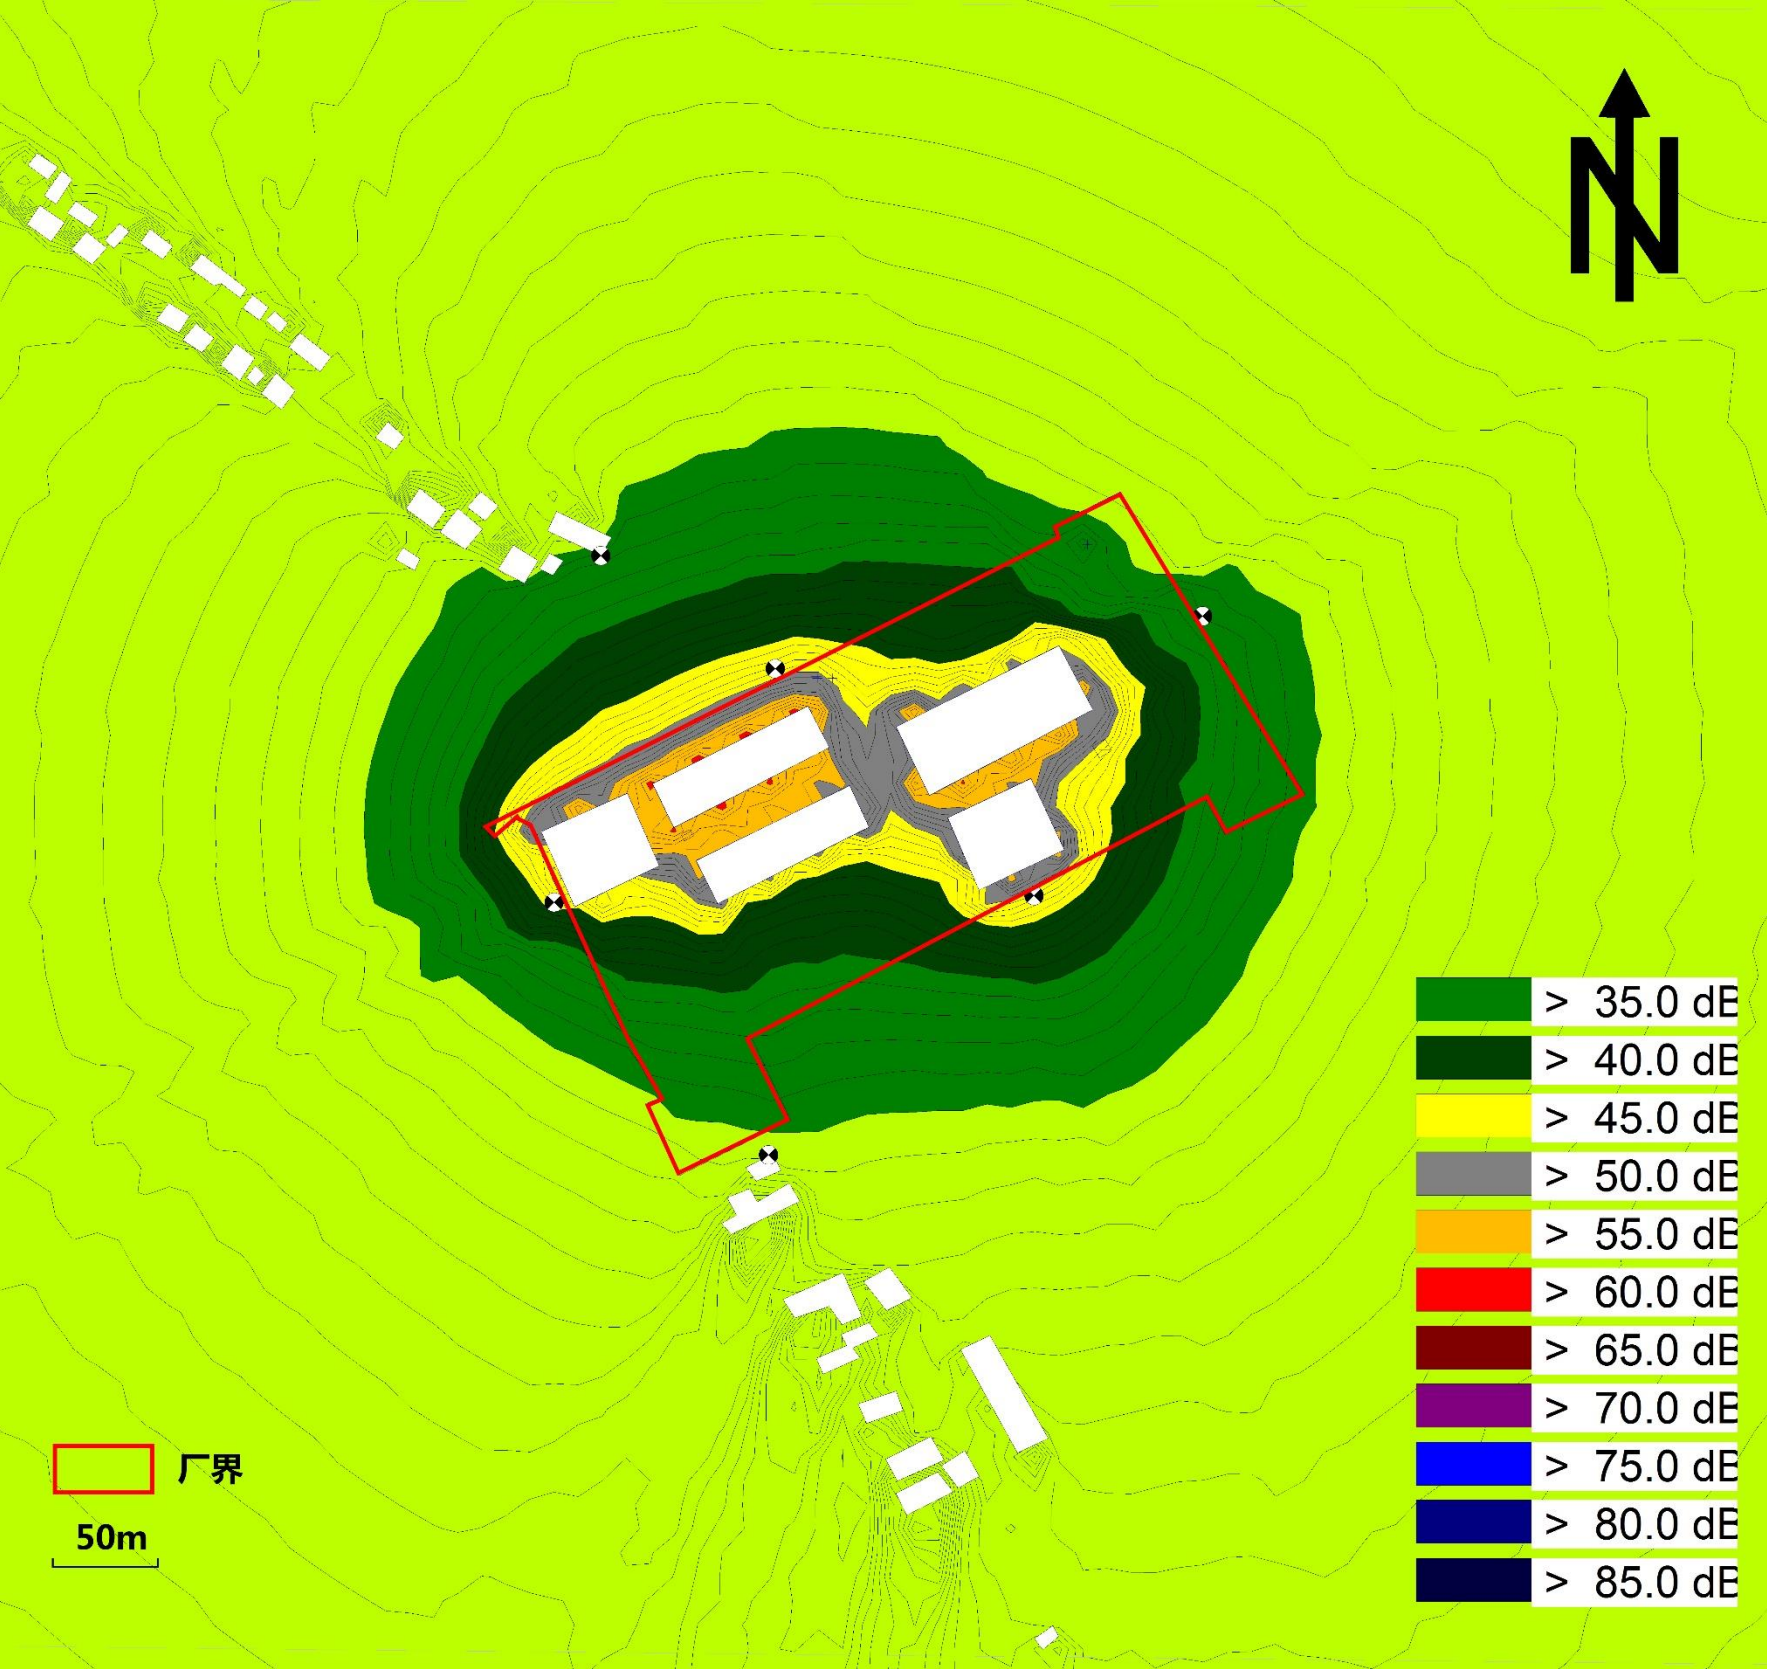 N
> 35.0 dB
> 40.0 dB
> 45.0 dB
> 50.0 dB
> 55.0 dB
> 60.0 dB
> 65.0 dB
> 70.0 dB
> 75.0 dB
> 80.0 dB
> 85.0 dB
厂界
50m